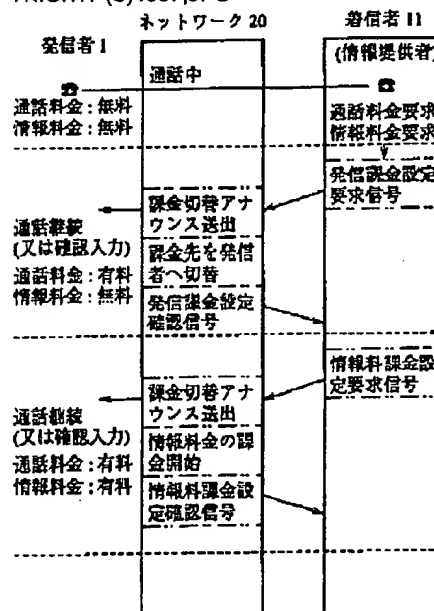 ネットワーク 20
着信者 11
発信者 1
(情報提供者)
通話中
通話料金:無料
情報料金:無料
通話料金要求
情報料金要求
発信課金設定
要求信号
課金切替アナ
ウンス送出
課金先を発信
者へ切替
発信課金設定
確認信号
通話継続
(又は確認入力)
通話料金:有料
情報料金:無料
情報料課金設
定要求信号
課金切替アナ
ウンス送出
情報料金の課
金開始
情報料課金設
定確認信号
通話継続
(又は確認入力)
通話料金:有料
情報料金:有料